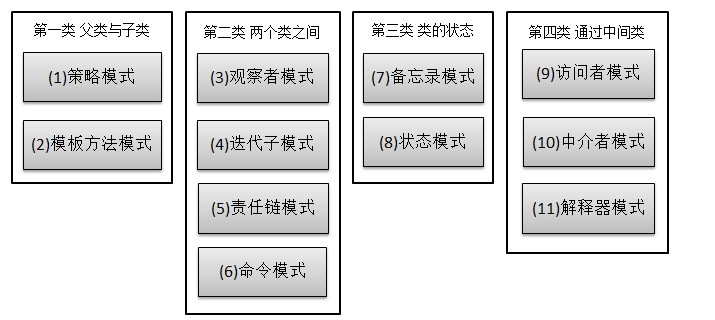 第一类 父类与子类
(1)策略模式
(2)模板方法模式
第二类 两个类之间
(3)观察者模式
(4)迭代子模式
(5)责任链模式
(6)命令模式
第三类 类的状态
(7)备忘录模式
(8)状态模式
第四类 通过中间类
(9)访问者模式
(10)中介者模式
(11)解释器模式